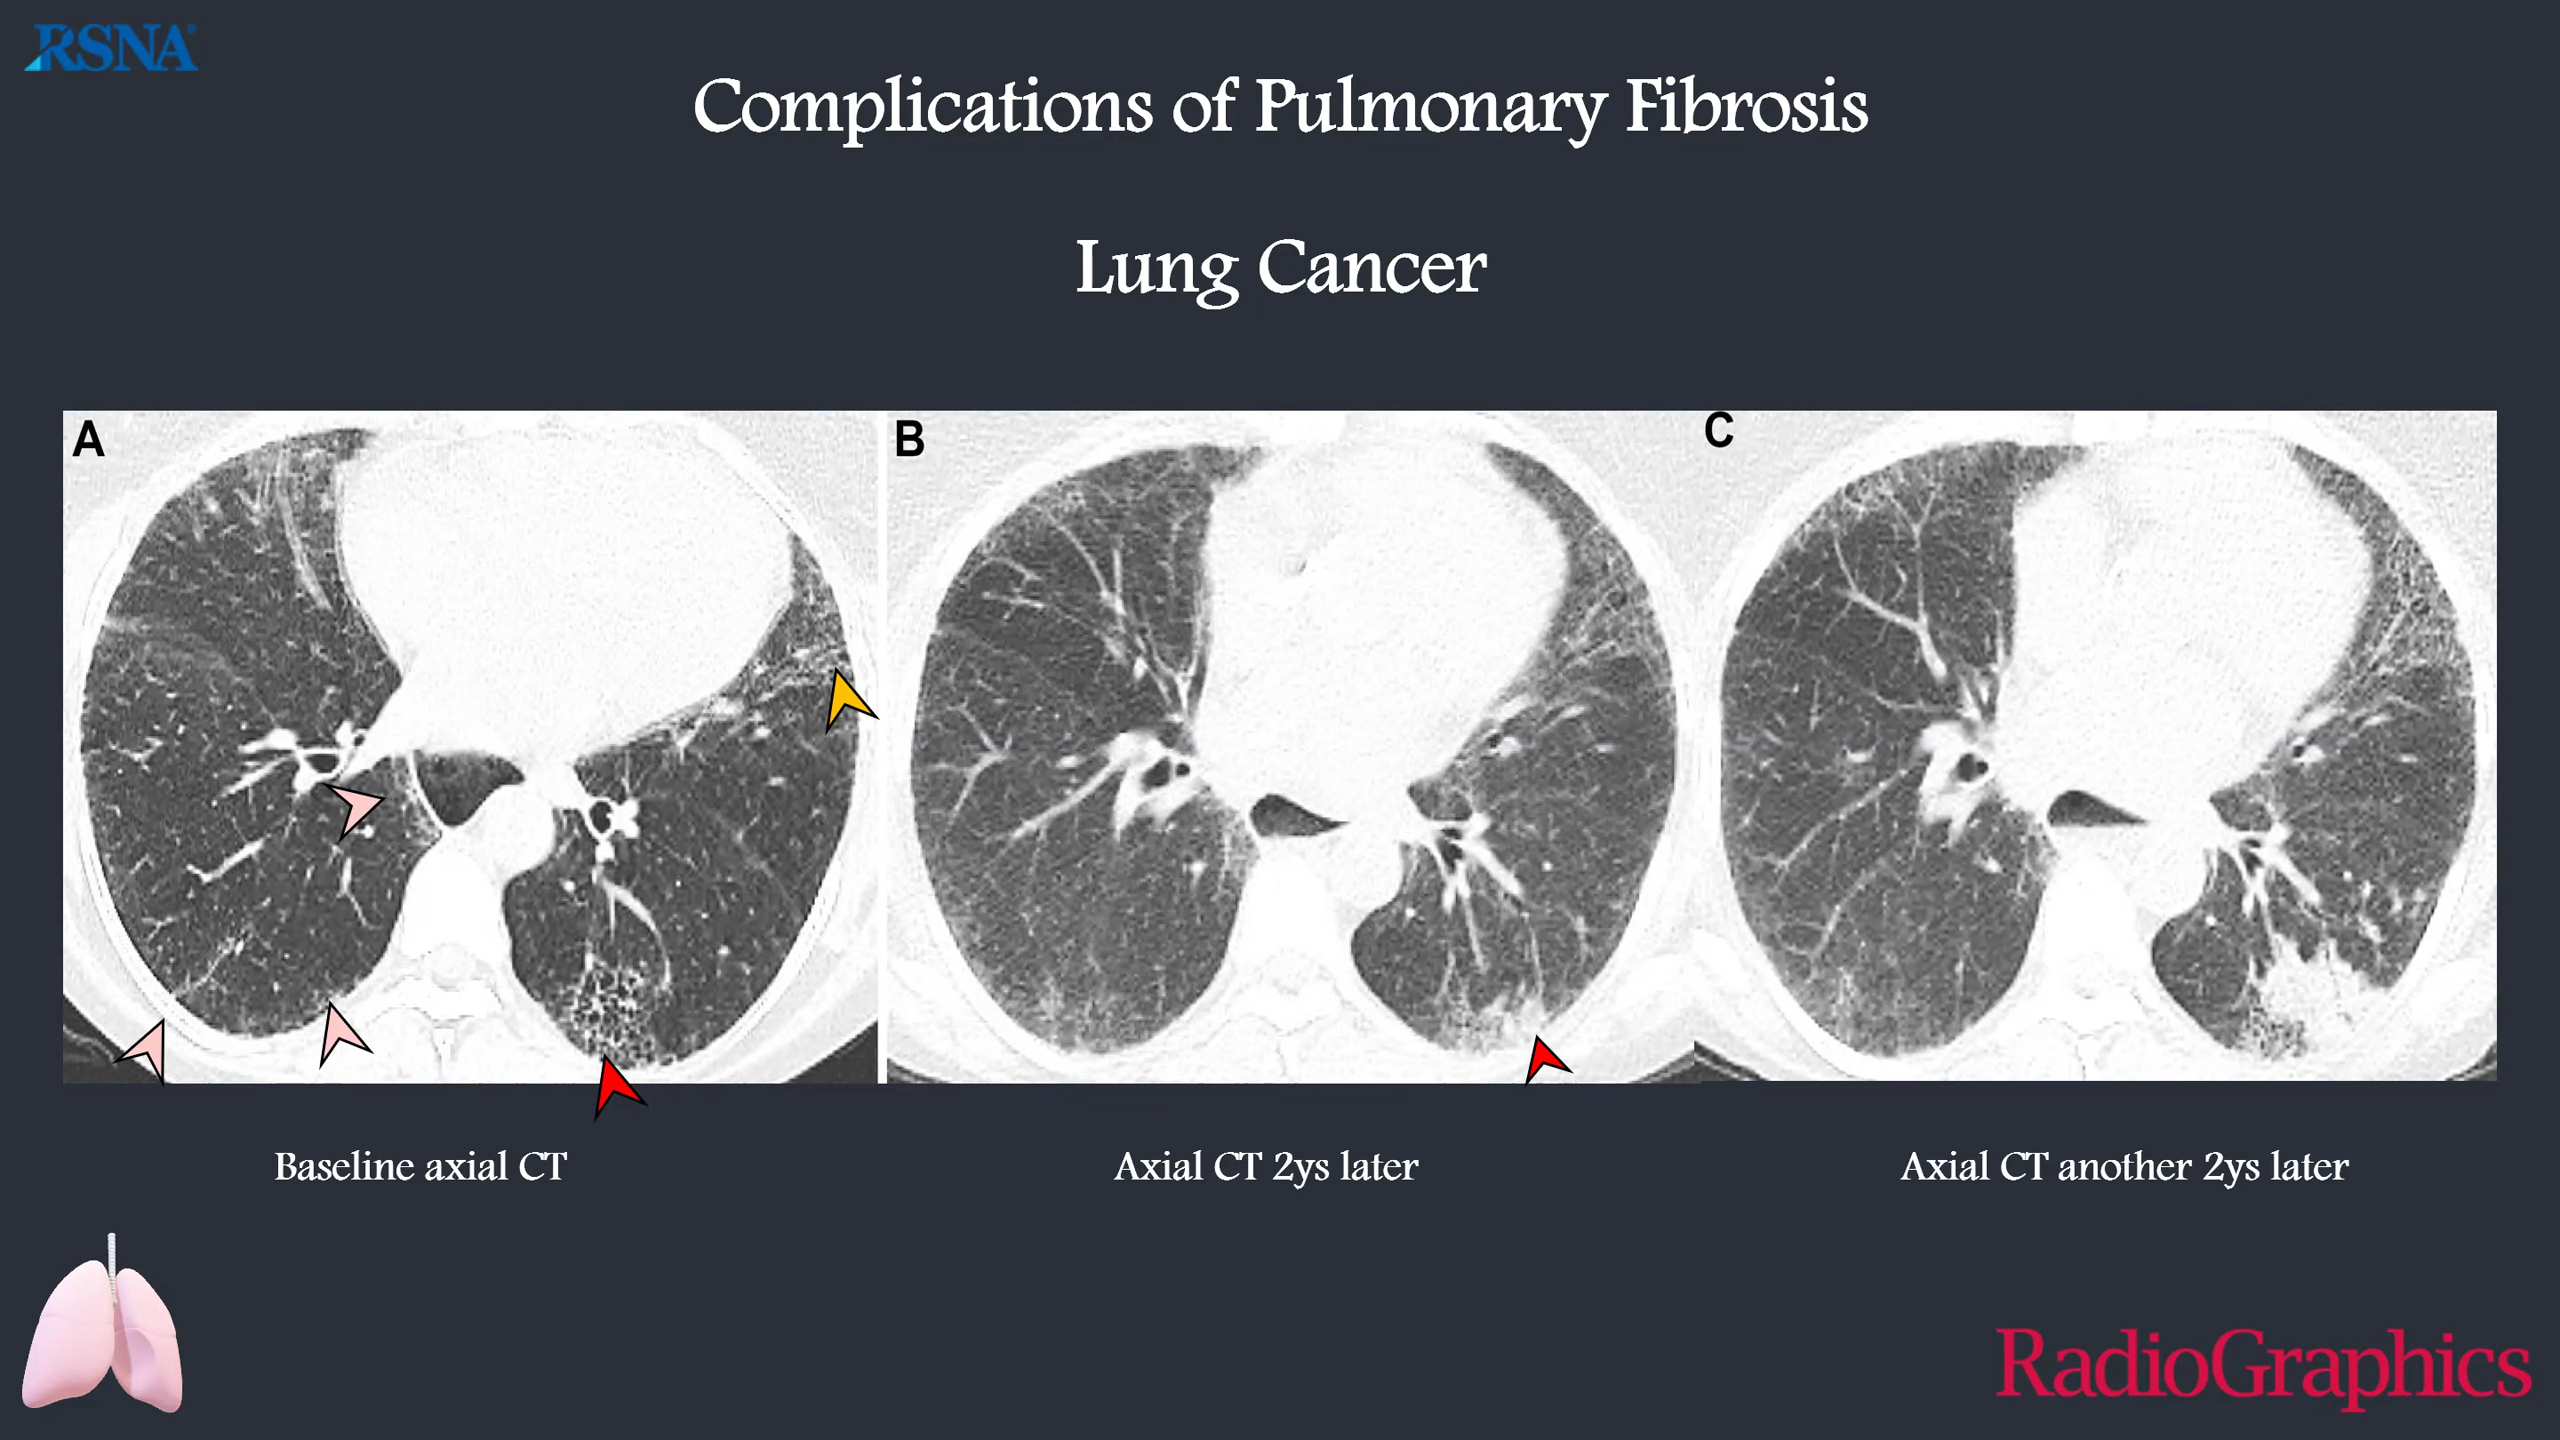 RSNA
Complications of Pulmonary Fibrosis
Lung Cancer
A
B
C
Baseline axial CT
Axial CT 2ys later
Axial CT another 2ys later
RadioGraphics